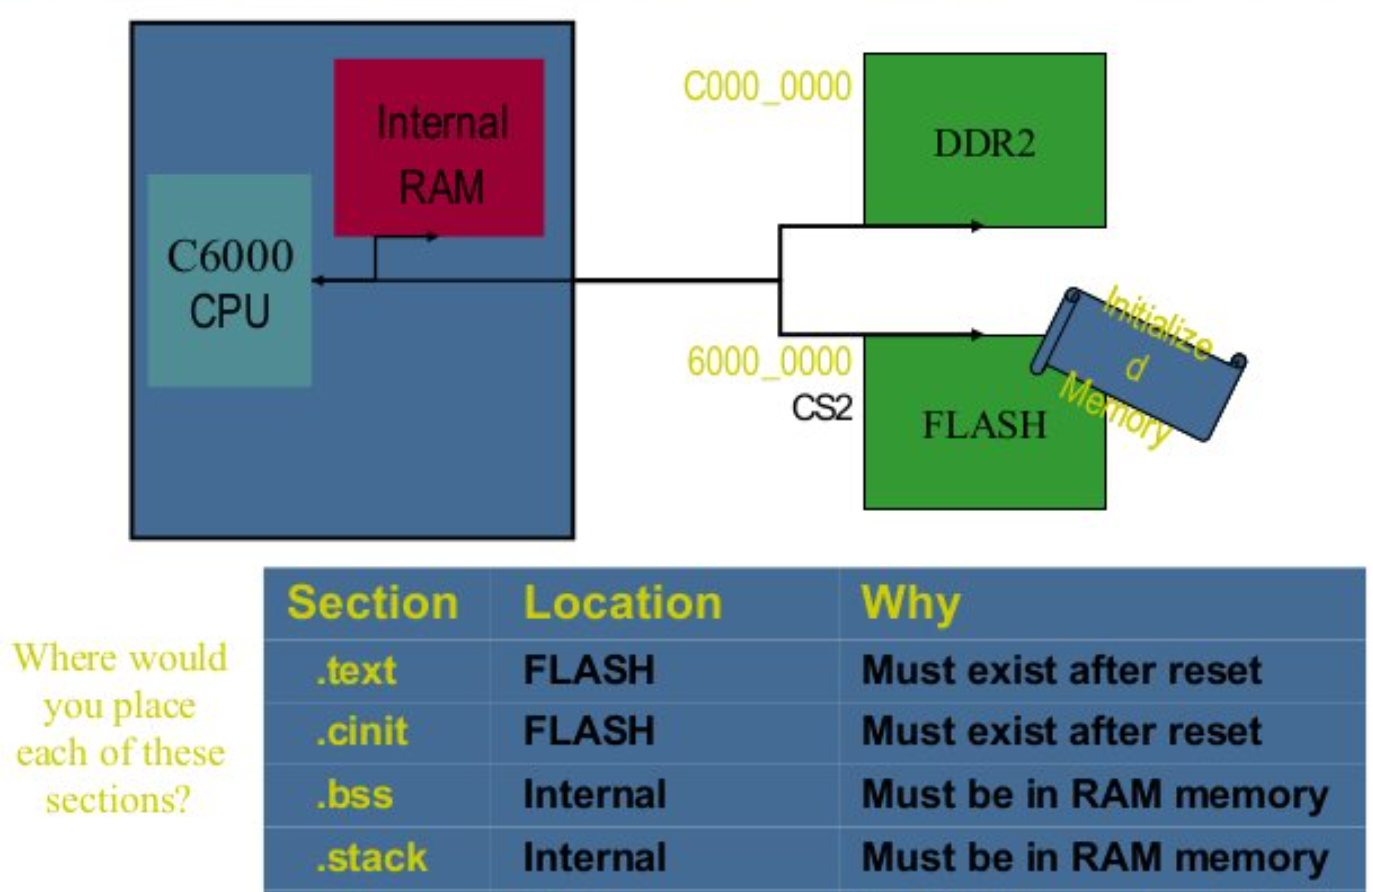 Internal
RAM
C6000
CPU
C000_0000
DDR2
6000_0000
CS2
FLASH
Initialize
d
Memory
Where would
you place
each of these
sections?
Section Location Why
.text FLASH Must exist after reset
.cinit FLASH Must exist after reset
.bss Internal Must be in RAM memory
.stack Internal Must be in RAM memory